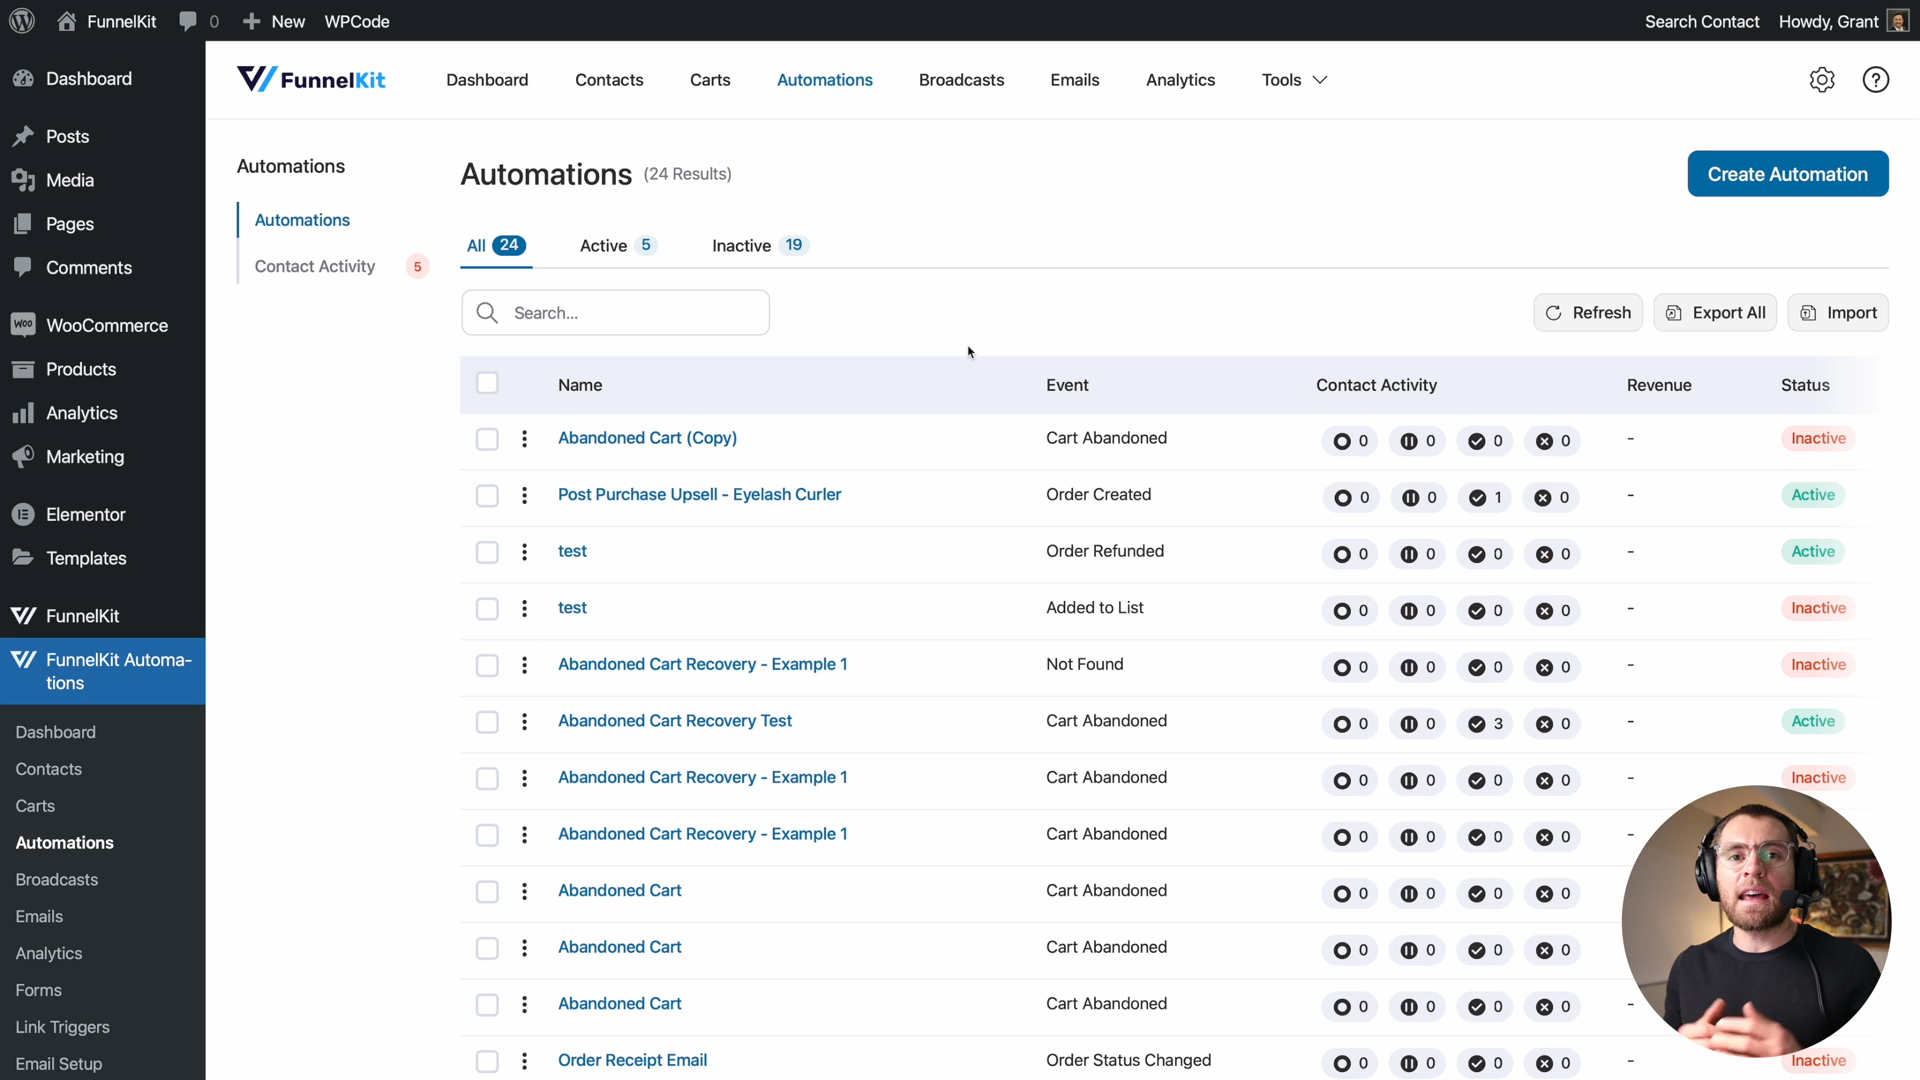 FunnelKit 0 New WPCode Search Contact Howdy, Grant
Dashboard
Posts
Media
Pages
Comments
WooCommerce
Products
Analytics
Marketing
Elementor
Templates
FunnelKit
FunnelKit Automa-
tions
Dashboard
Contacts
Carts
Automations
Broadcasts
Emails
Analytics
Forms
Link Triggers
Email Setup
FunnelKit Dashboard Contacts Carts Automations Broadcasts Emails Analytics Tools
Automations
Automations
Contact Activity 5
Automations (24 Results) Create Automation
All 24 Active 5 Inactive 19
Search... Refresh Export All Import
Name Event Contact Activity Revenue Status
Abandoned Cart (Copy) Cart Abandoned 0 0 0 0 - Inactive
Post Purchase Upsell - Eyelash Curler Order Created 0 0 1 0 - Active
test Order Refunded 0 0 0 0 - Active
test Added to List 0 0 0 0 - Inactive
Abandoned Cart Recovery - Example 1 Not Found 0 0 0 0 - Inactive
Abandoned Cart Recovery Test Cart Abandoned 0 0 3 0 - Active
Abandoned Cart Recovery - Example 1 Cart Abandoned 0 0 0 0 - Inactive
Abandoned Cart Recovery - Example 1 Cart Abandoned 0 0 0 0 -
Abandoned Cart Cart Abandoned 0 0 0 0
Abandoned Cart Cart Abandoned 0 0 0 0
Abandoned Cart Cart Abandoned 0 0 0 0 -
Order Receipt Email Order Status Changed 0 0 0 0 - Inactive